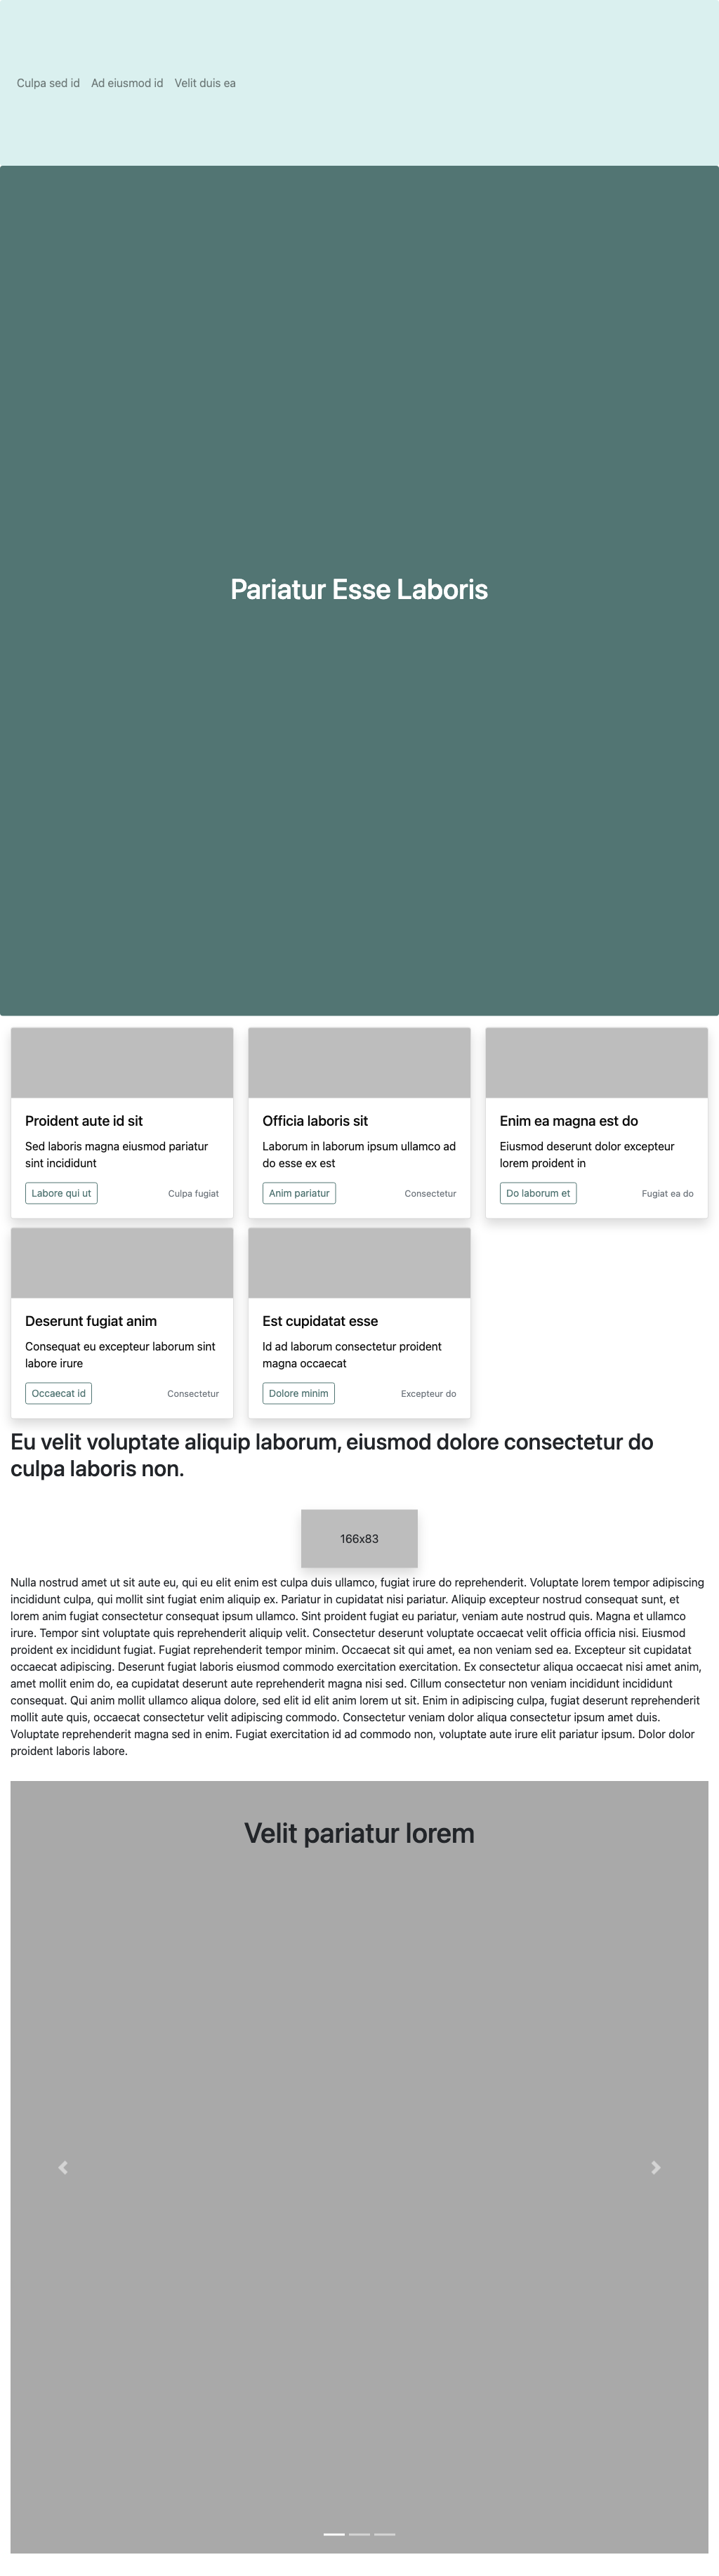 Culpa sed id Ad eiusmod id Velit duis ea
Pariatur Esse Laboris
Proident aute id sit
Sed laboris magna eiusmod pariatur
sint incididunt
Labore qui ut Culpa fugiat
Officia laboris sit
Laborum in laborum ipsum ullamco ad
do esse ex est
Anim pariatur Consectetur
Enim ea magna est do
Eiusmod deserunt dolor excepteur
lorem proident in
Do laborum et Fugiat ea do
Deserunt fugiat anim
Consequat eu excepteur laborum sint
labore irure
Occaecat id Consectetur
Est cupidatat esse
Id ad laborum consectetur proident
magna occaecat
Dolore minim Excepteur do
Eu velit voluptate aliquip laborum, eiusmod dolore consectetur do
culpa laboris non.
166x83
Nulla nostrud amet ut sit aute eu, qui eu elit enim est culpa duis ullamco, fugiat irure do reprehenderit. Voluptate lorem tempor adipiscing
incididunt culpa, qui mollit sint fugiat enim aliquip ex. Pariatur in cupidatat nisi pariatur. Aliquip excepteur nostrud consequat sunt, et
lorem anim fugiat consectetur consequat ipsum ullamco. Sint proident fugiat eu pariatur, veniam aute nostrud quis. Magna et ullamco
irure. Tempor sint voluptate quis reprehenderit aliquip velit. Consectetur deserunt voluptate occaecat velit officia officia nisi. Eiusmod
proident ex incididunt fugiat. Fugiat reprehenderit tempor minim. Occaecat sit qui amet, ea non veniam sed ea. Excepteur sit cupidatat
occaecat adipiscing. Deserunt fugiat laboris eiusmod commodo exercitation exercitation. Ex consectetur aliqua occaecat nisi amet anim,
amet mollit enim do, ea cupidatat deserunt aute reprehenderit magna nisi sed. Cillum consectetur non veniam incididunt incididunt
consequat. Qui anim mollit ullamco aliqua dolore, sed elit id elit anim lorem ut sit. Enim in adipiscing culpa, fugiat deserunt reprehenderit
mollit aute quis, occaecat consectetur velit adipiscing commodo. Consectetur veniam dolor aliqua consectetur ipsum amet duis.
Voluptate reprehenderit magna sed in enim. Fugiat exercitation id ad commodo non, voluptate aute irure elit pariatur ipsum. Dolor dolor
proident laboris labore.
Velit pariatur lorem